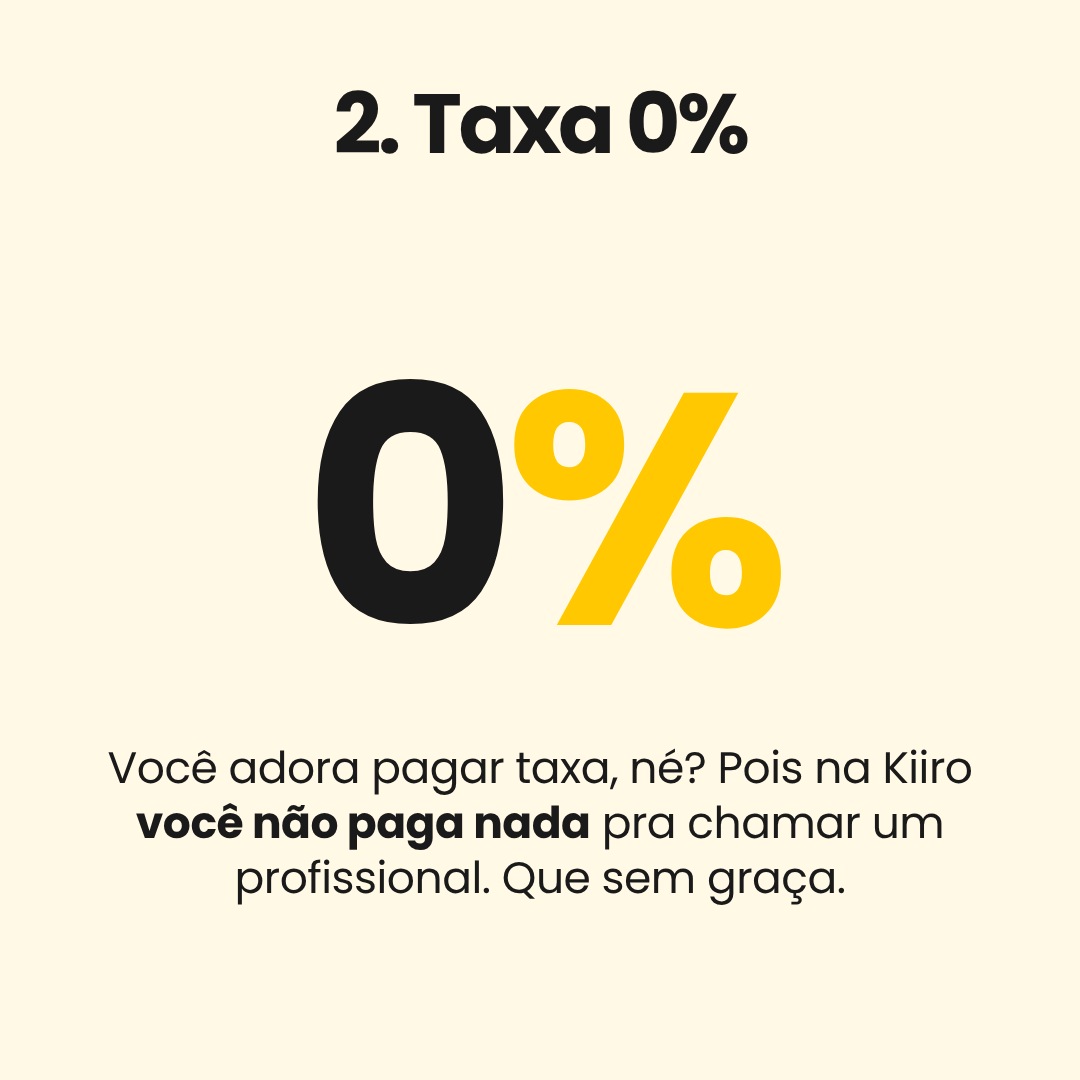 2. Taxa 0%
0%
Você adora pagar taxa, né? Pois na Kiiro
você não paga nada pra chamar um
profissional. Que sem graça.